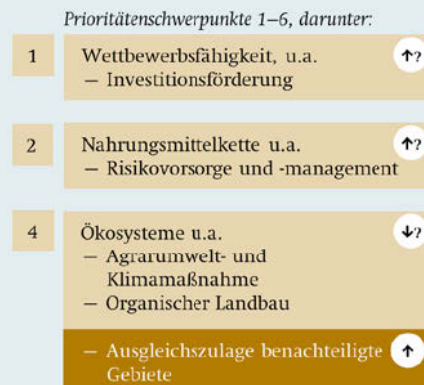 Prioritätenschwerpunkte 1–6, darunter:
1 Wettbewerbsfähigkeit, u.a. ↑?
– Investitionsförderung
2 Nahrungsmittelkette u.a. ↑?
– Risikovorsorge und -management
4 Ökosysteme u.a. ↓?
– Agrarumwelt- und
Klimamaßnahme
– Organischer Landbau
– Ausgleichszulage benachteiligte ↑
Gebiete